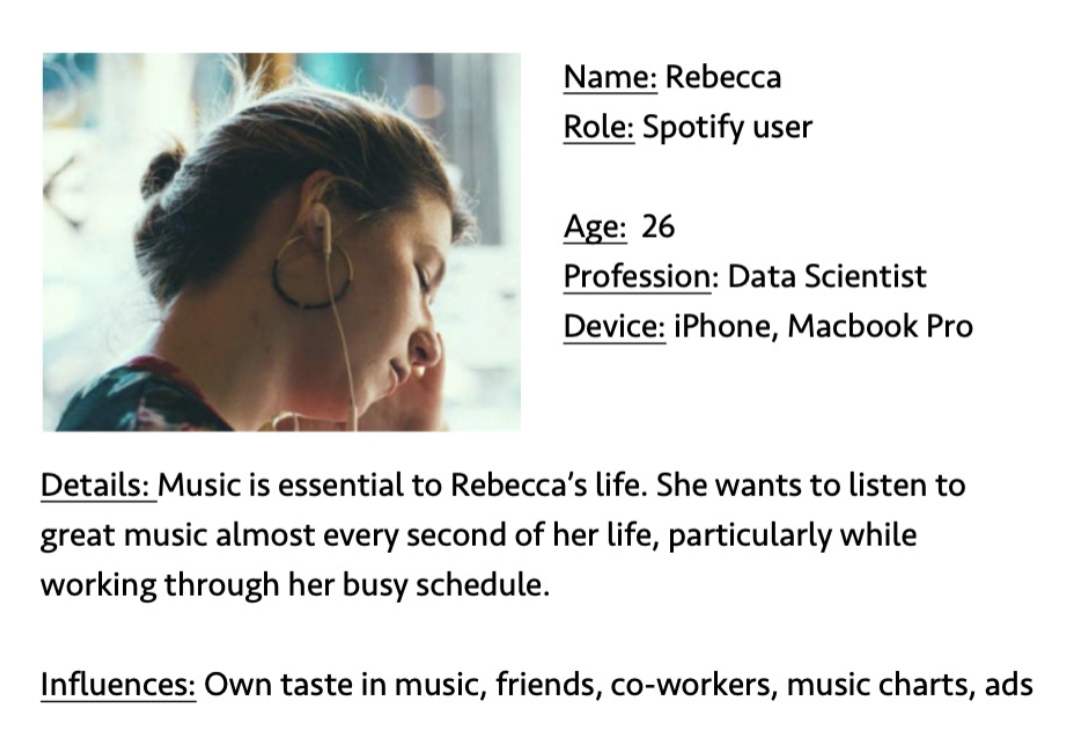 Name: Rebecca
Role: Spotify user
Age: 26
Profession: Data Scientist
Device: iPhone, Macbook Pro
Details: Music is essential to Rebecca's life. She wants to listen to
great music almost every second of her life, particularly while
working through her busy schedule.
Influences: Own taste in music, friends, co-workers, music charts, ads